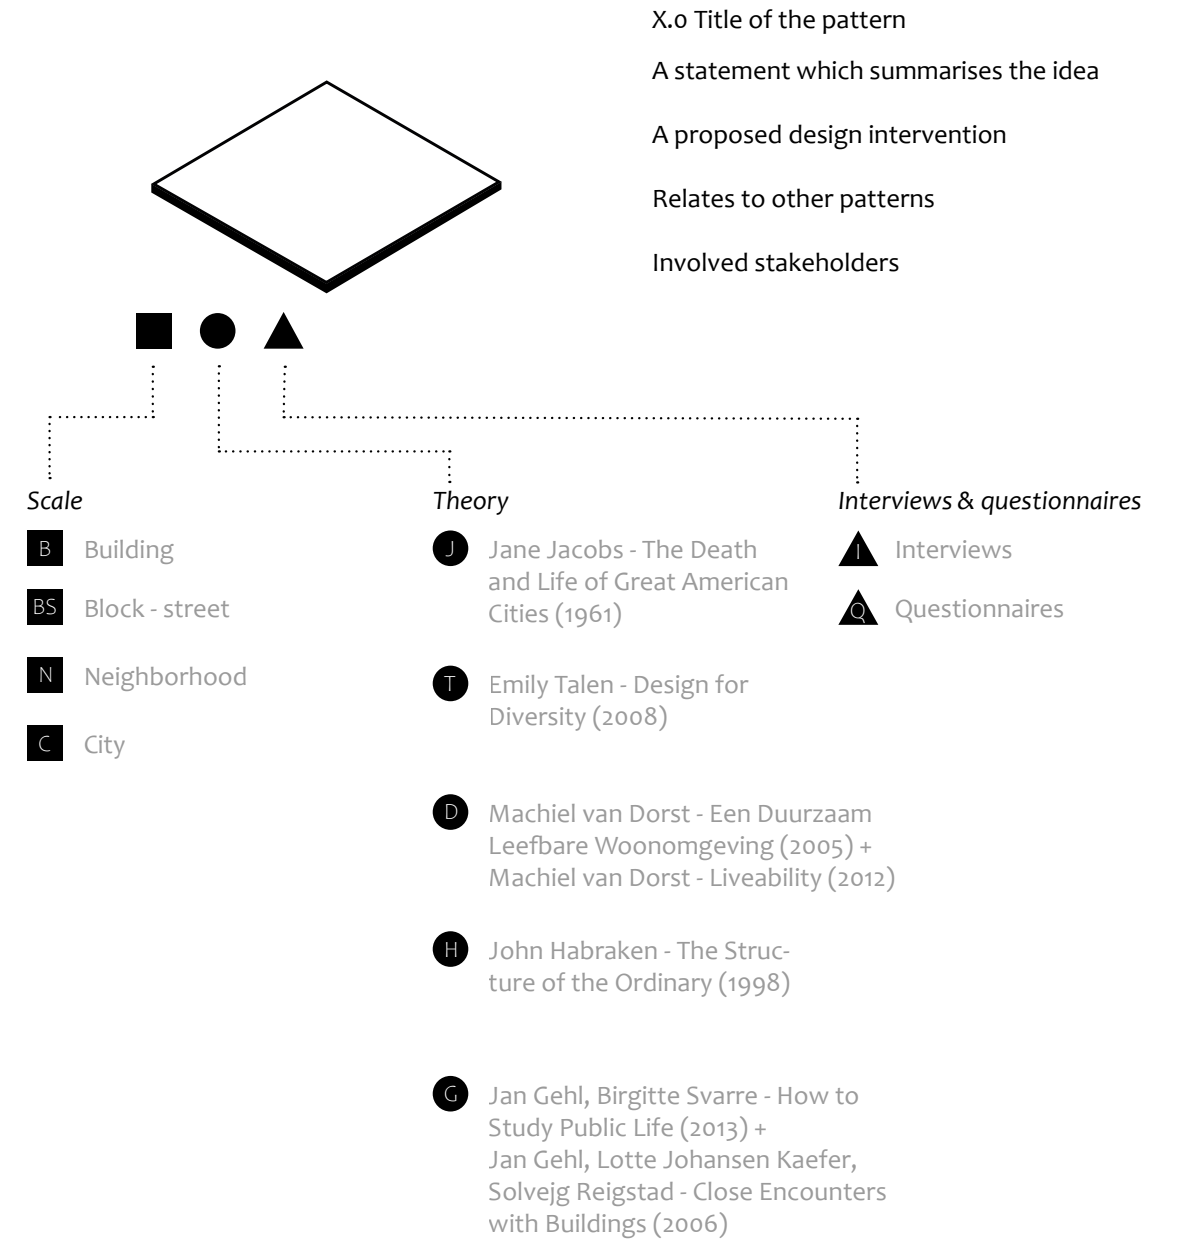 X.0 Title of the pattern
A statement which summarises the idea
A proposed design intervention
Relates to other patterns
Involved stakeholders
Scale
B Building
BS Block - street
N Neighborhood
C City
Theory
J Jane Jacobs - The Death
and Life of Great American
Cities (1961)
T Emily Talen - Design for
Diversity (2008)
D Machiel van Dorst - Een Duurzaam
Leefbare Woonomgeving (2005) +
Machiel van Dorst - Liveability (2012)
H John Habraken - The Struc-
ture of the Ordinary (1998)
G Jan Gehl, Birgitte Svarre - How to
Study Public Life (2013) +
Jan Gehl, Lotte Johansen Kaefer,
Solvejg Reigstad - Close Encounters
with Buildings (2006)
Interviews & questionnaires
I Interviews
Q Questionnaires